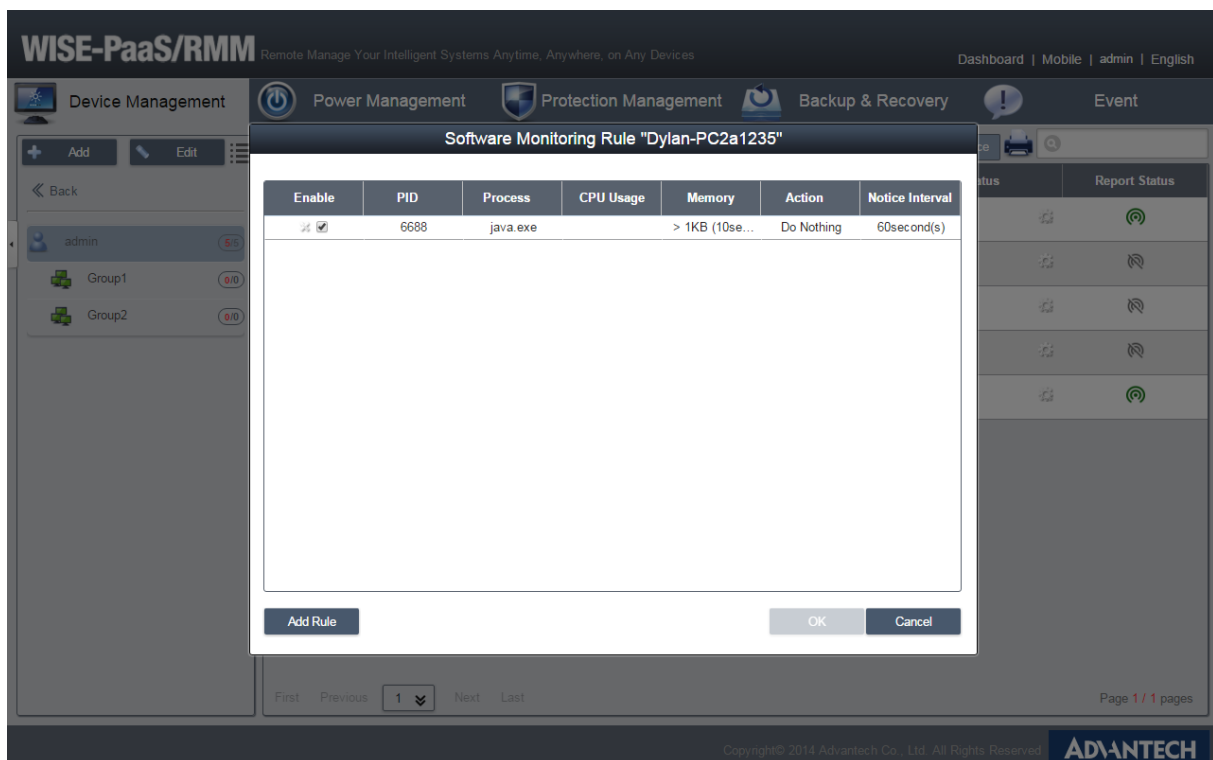 WISE-PaaS/RMM Remote Manage Your Intelligent Systems Anytime, Anywhere, on Any Devices
Dashboard | Mobile | admin | English
Device Management Power Management Protection Management Backup & Recovery Event
Add Edit
Software Monitoring Rule "Dylan-PC2a1235"
Back
Report Status
Enable PID Process CPU Usage Memory Action Notice Interval
6688 java.exe > 1KB (10se... Do Nothing 60second(s)
admin 5/5
Group1 0/0
Group2 0/0
Add Rule OK Cancel
First Previous 1 Next Last Page 1 / 1 pages
Copyright© 2014 Advantech Co., Ltd. All Rights Reserved ADVANTECH